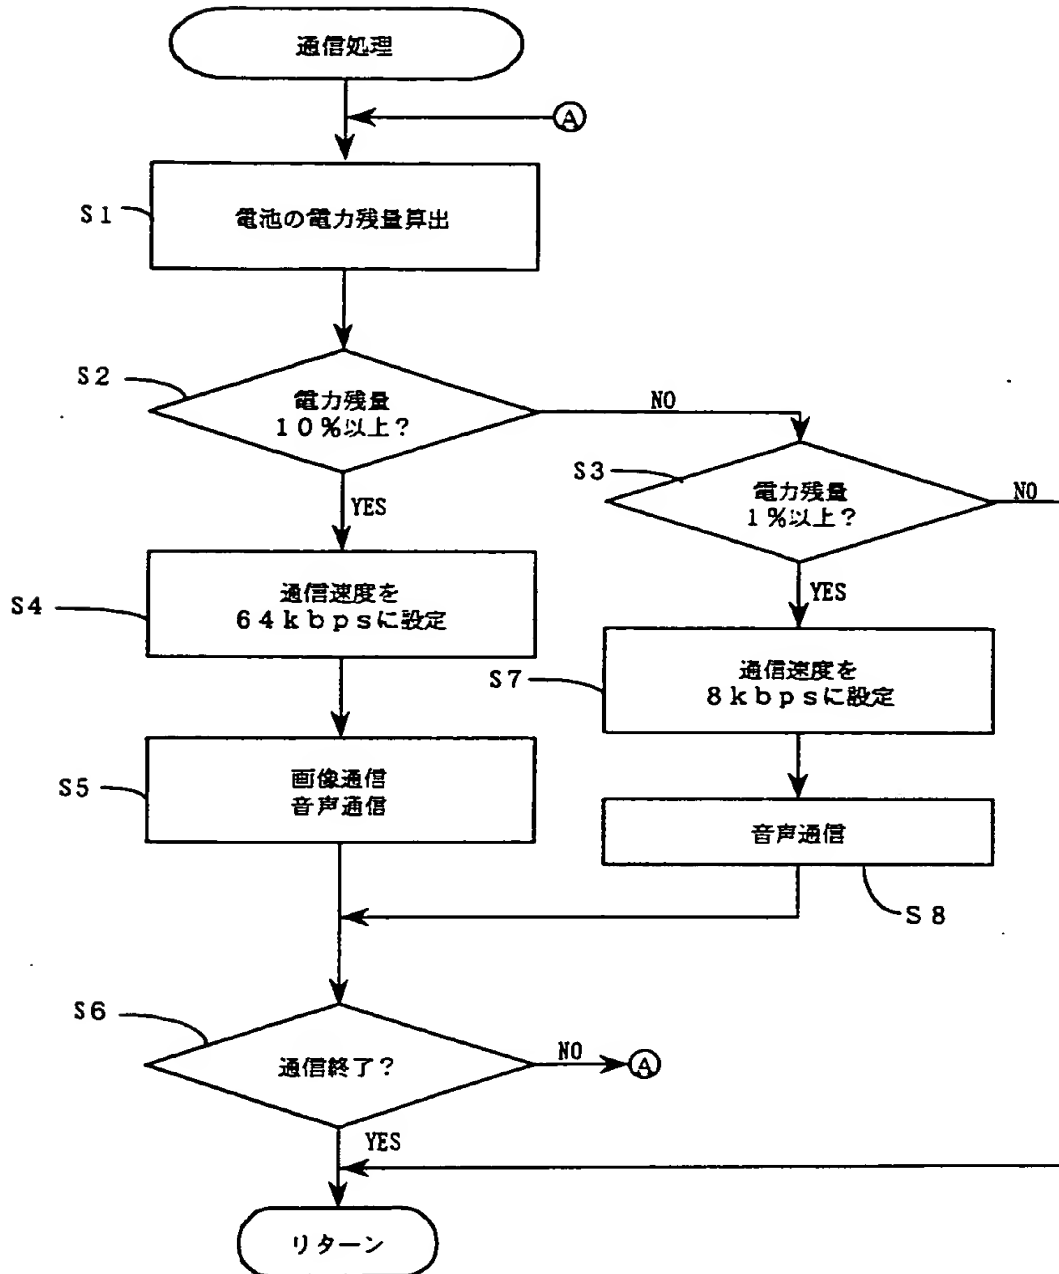 通信処理
A
S1
電池の電力残量算出
S2
電力残量
10%以上?
NO
YES
S3
電力残量
1%以上?
NO
YES
S4
通信速度を
64kbpsに設定
S7
通信速度を
8kbpsに設定
S5
画像通信
音声通信
音声通信
S8
S6
通信終了?
NO
A
YES
リターン